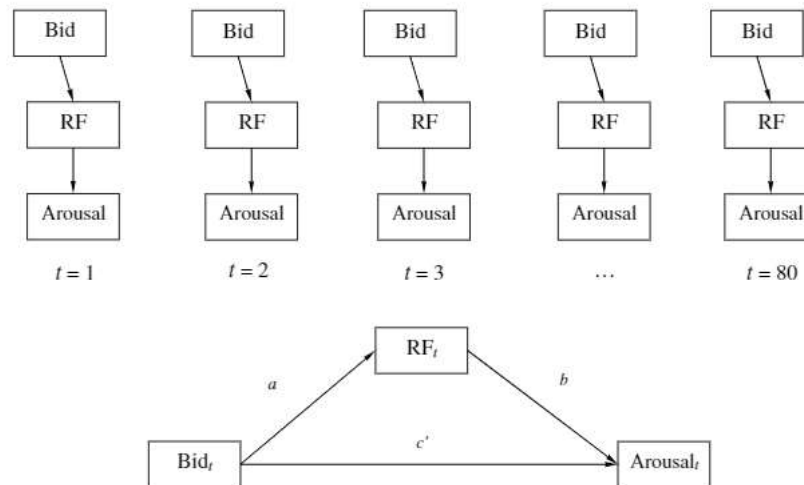 Bid Bid Bid Bid Bid
RF RF RF RF RF
Arousal Arousal Arousal Arousal Arousal
t = 1 t = 2 t = 3 … t = 80
RFt
a b
c'
Bidt Arousalt